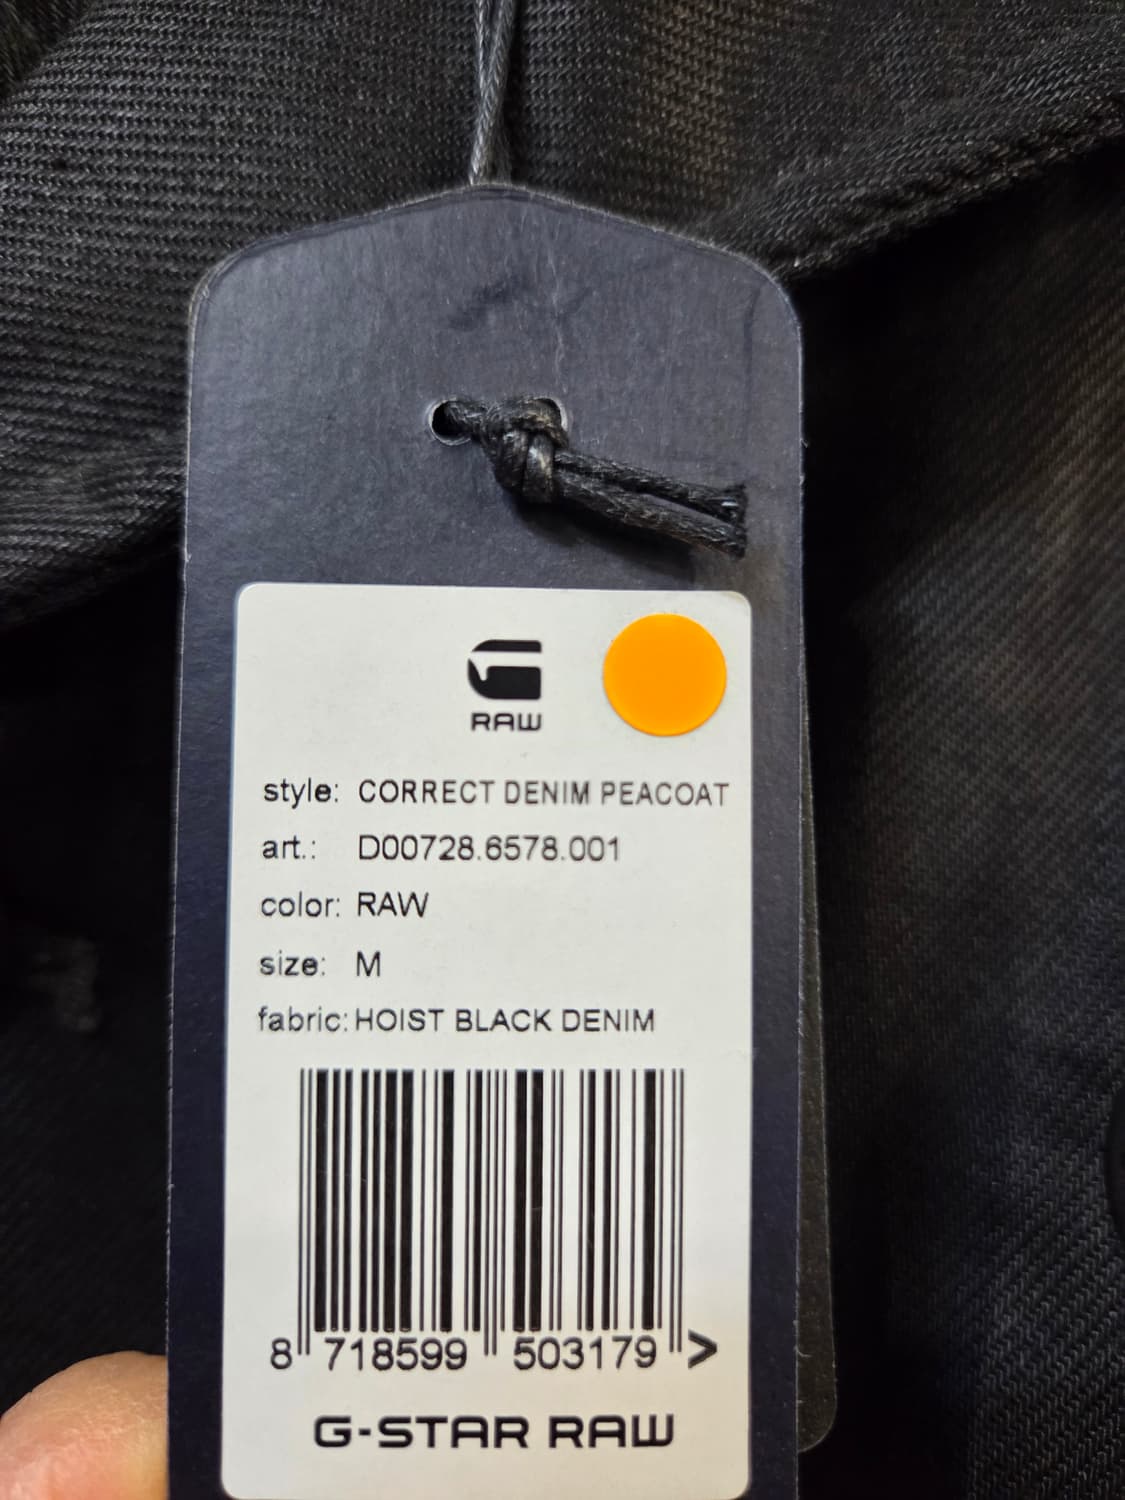 RAW
style: CORRECT DENIM PEACOAT
art.: D00728.6578.001
color: RAW
size: M
fabric: HOIST BLACK DENIM
8 718599 503179 >
G-STAR RAW